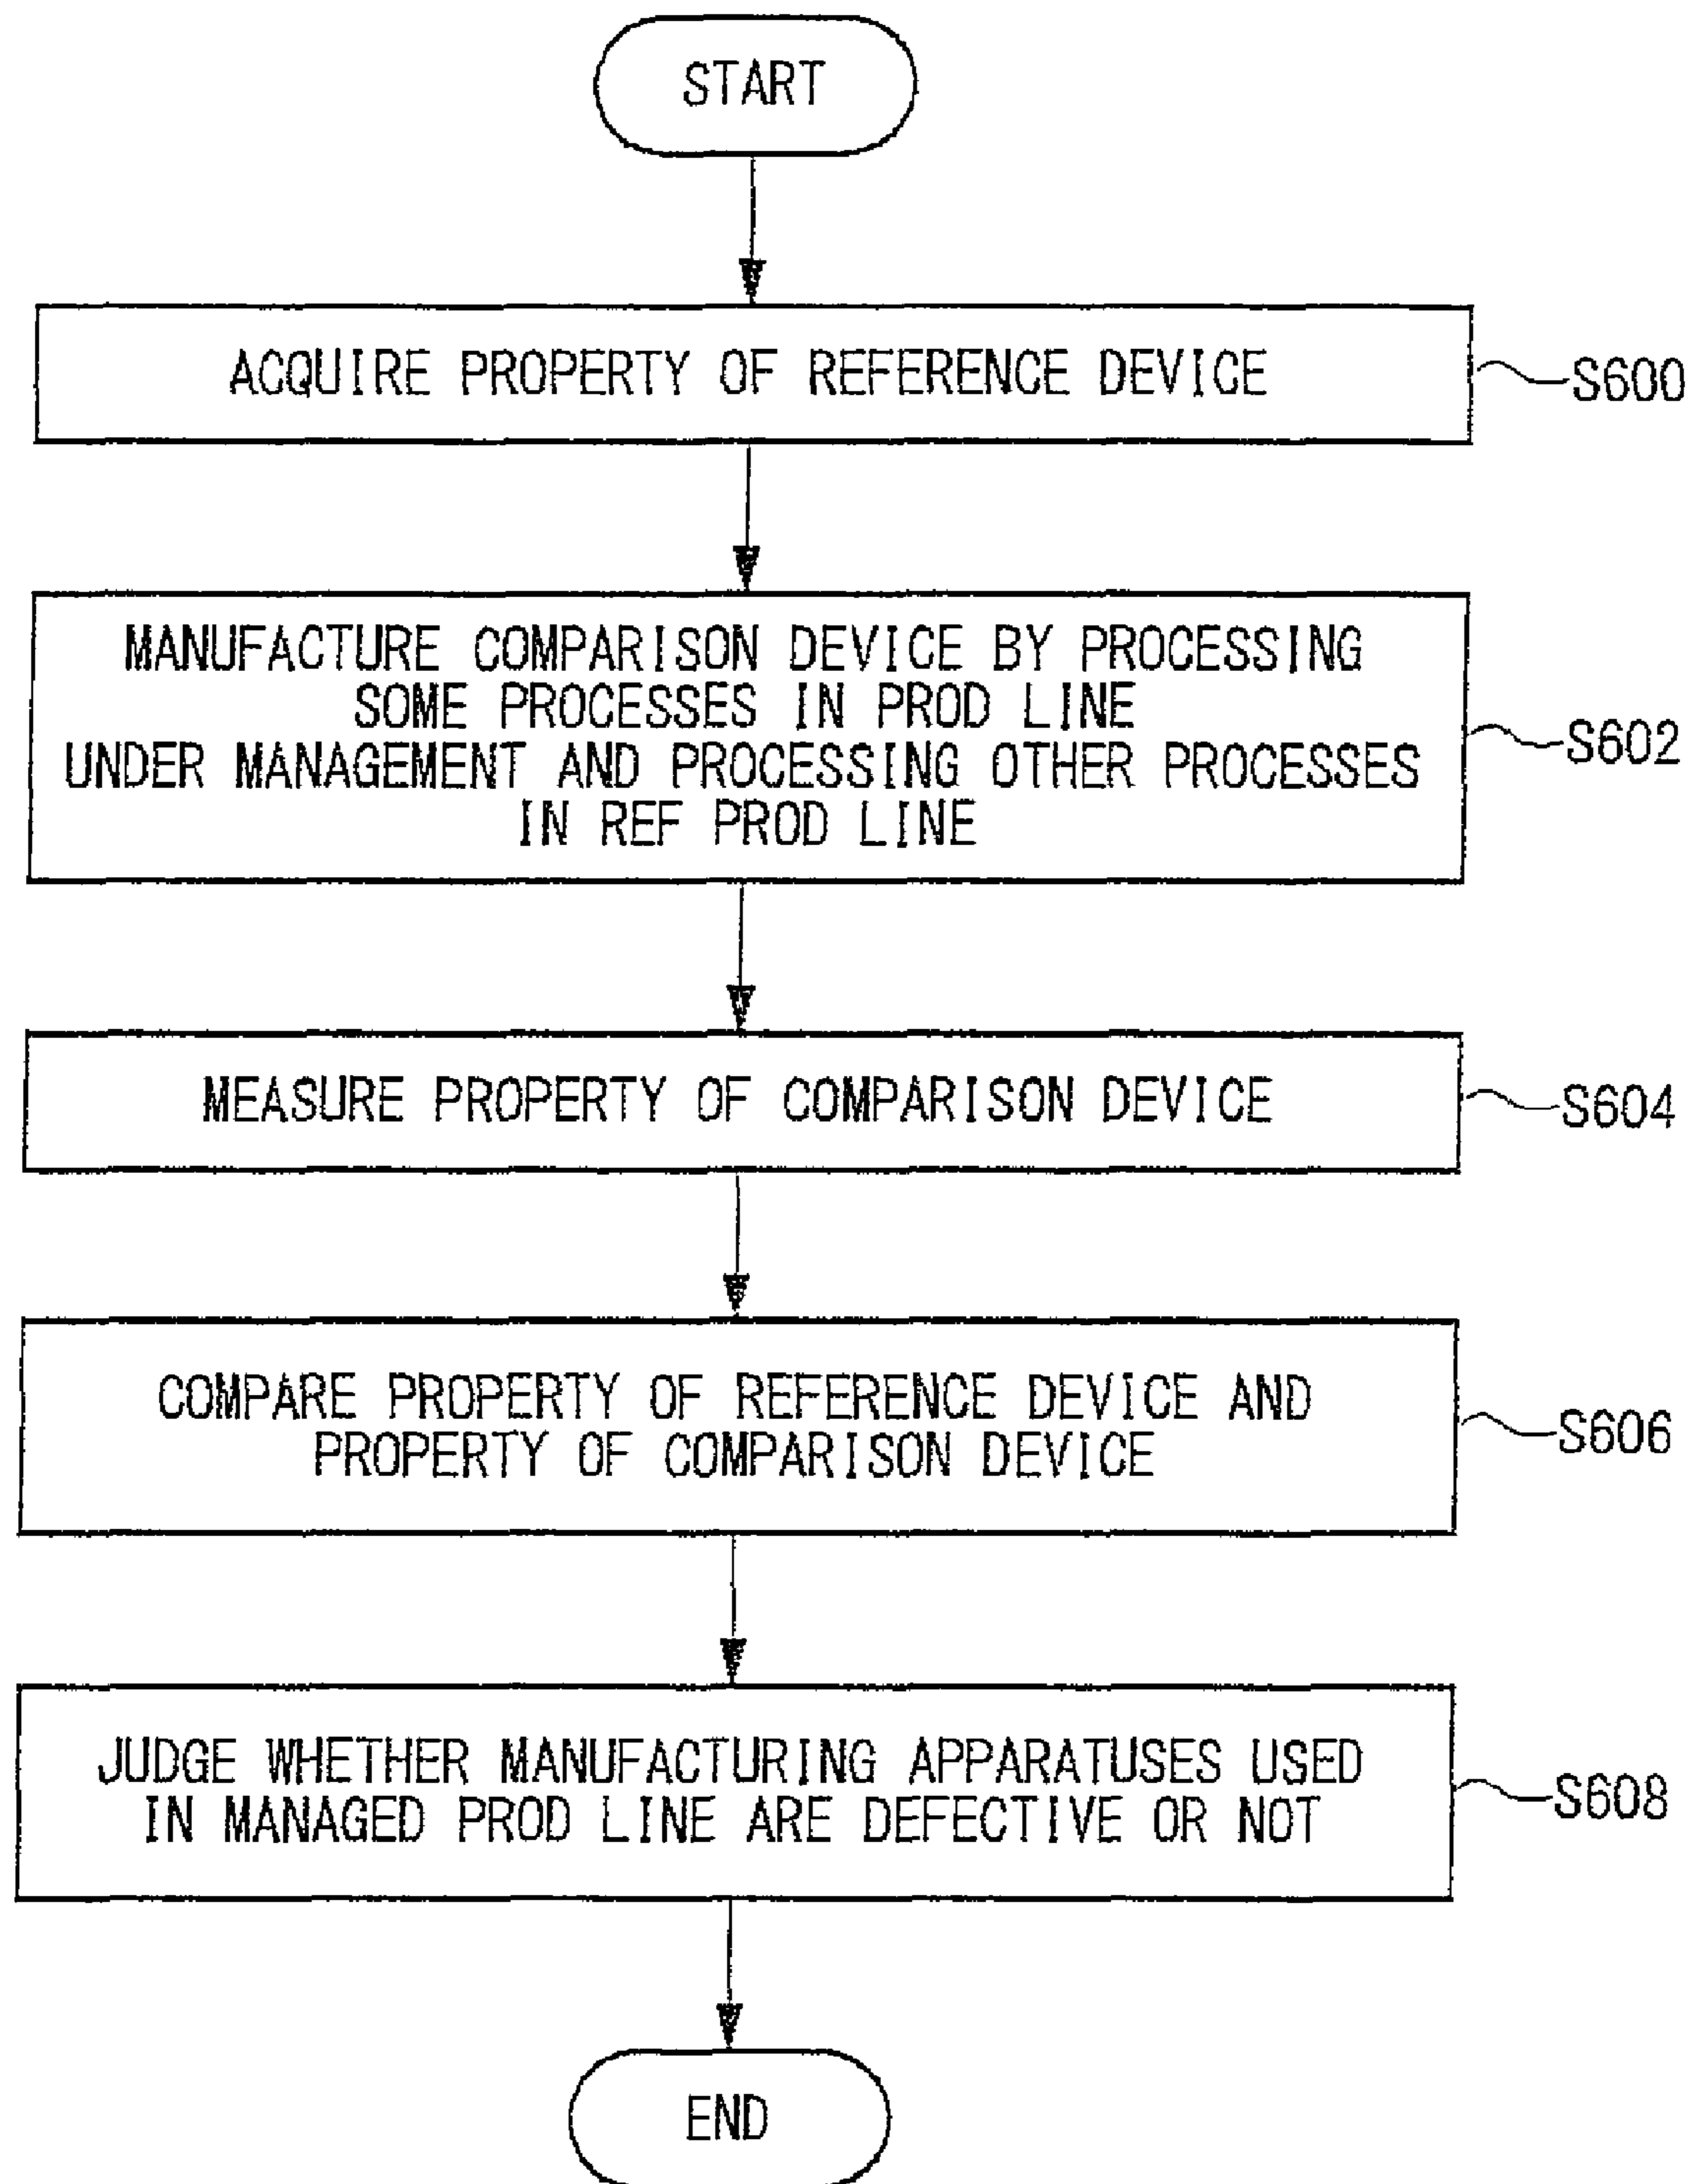 START
ACQUIRE PROPERTY OF REFERENCE DEVICE
S600
MANUFACTURE COMPARISON DEVICE BY PROCESSING
SOME PROCESSES IN PROD LINE
UNDER MANAGEMENT AND PROCESSING OTHER PROCESSES
IN REF PROD LINE
S602
MEASURE PROPERTY OF COMPARISON DEVICE
S604
COMPARE PROPERTY OF REFERENCE DEVICE AND
PROPERTY OF COMPARISON DEVICE
S606
JUDGE WHETHER MANUFACTURING APPARATUSES USED
IN MANAGED PROD LINE ARE DEFECTIVE OR NOT
S608
END